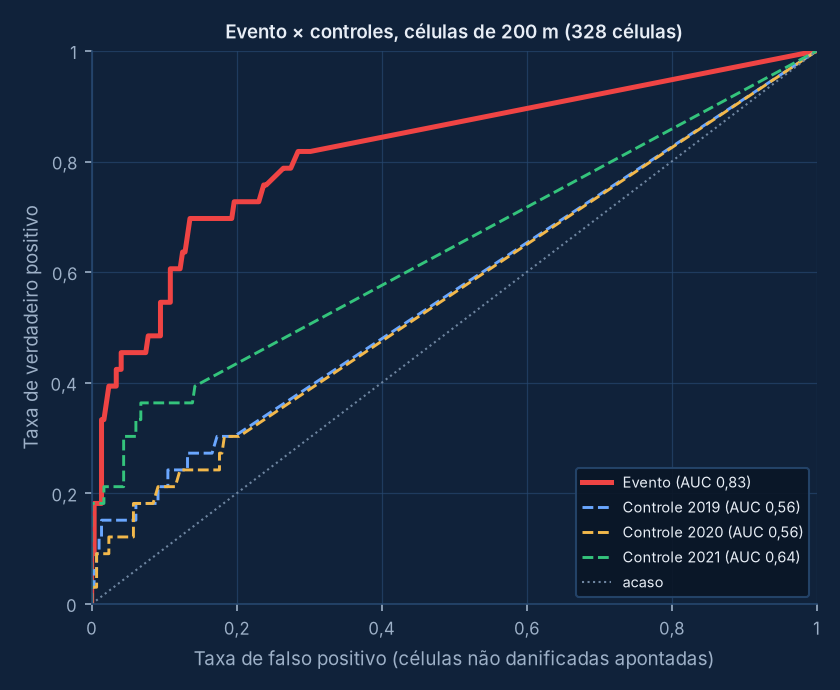 Evento × controles, células de 200 m (328 células)
Taxa de verdadeiro positivo
1
0,8
0,6
0,4
0,2
0
Evento (AUC 0,83)
Controle 2019 (AUC 0,56)
Controle 2020 (AUC 0,56)
Controle 2021 (AUC 0,64)
acaso
0 0,2 0,4 0,6 0,8 1
Taxa de falso positivo (células não danificadas apontadas)